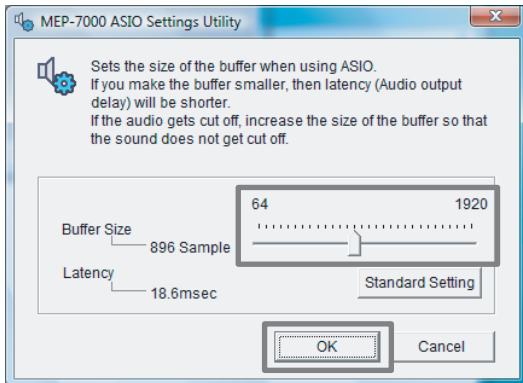 MEP-7000 ASIO Settings Utility
Sets the size of the buffer when using ASIO.
If you make the buffer smaller, then latency (Audio output
delay) will be shorter.
If the audio gets cut off, increase the size of the buffer so that
the sound does not get cut off.
64 1920
Buffer Size
896 Sample
Latency
18.6msec
Standard Setting
OK Cancel